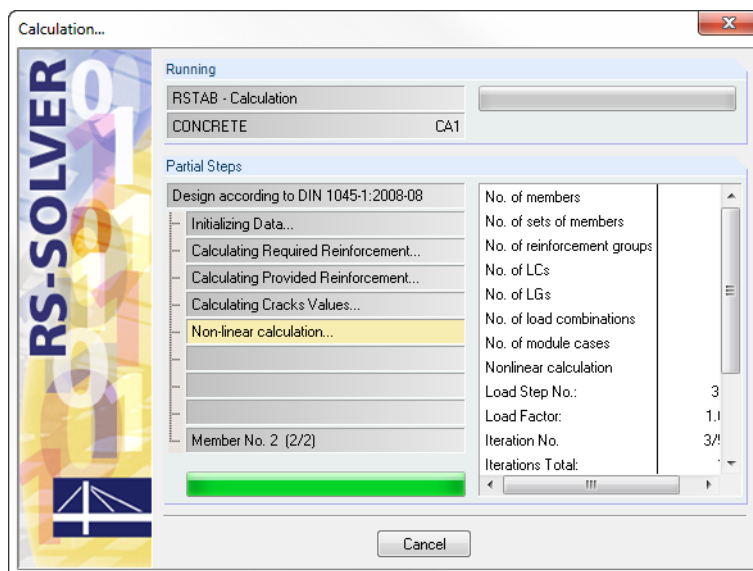 Calculation...
RS-SOLVER
Running
RSTAB - Calculation
CONCRETE CA1
Partial Steps
Design according to DIN 1045-1:2008-08
Initializing Data...
Calculating Required Reinforcement...
Calculating Provided Reinforcement...
Calculating Cracks Values...
Non-linear calculation...
Member No. 2 (2/2)
No. of members
No. of sets of members
No. of reinforcement groups
No. of LCs
No. of LGs
No. of load combinations
No. of module cases
Nonlinear calculation
Load Step No.: 3
Load Factor: 1.
Iteration No. 3/
Iterations Total:
Cancel